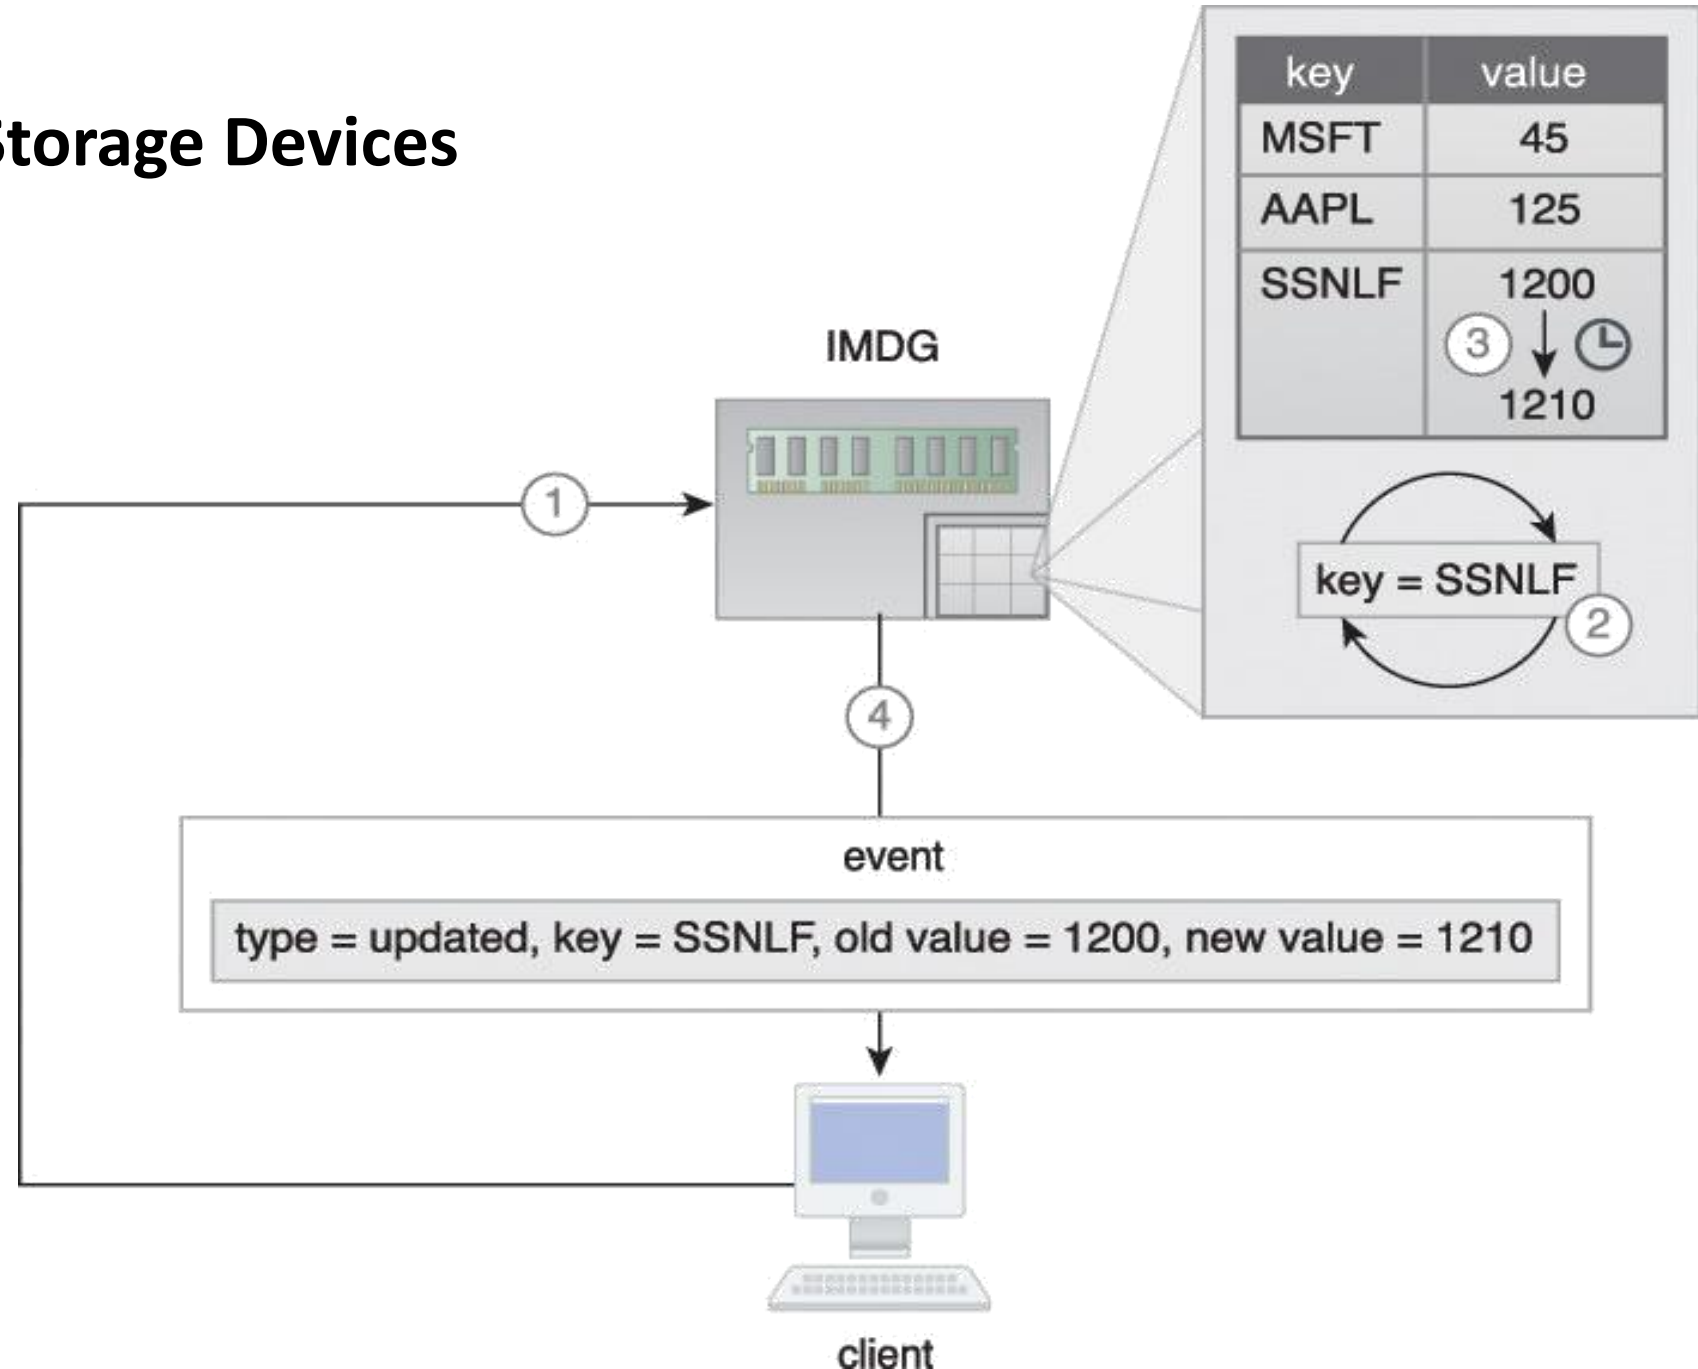 Storage Devices
key value
MSFT 45
AAPL 125
SSNLF 1200
3
1210
IMDG
1
key = SSNLF
2
4
event
type = updated, key = SSNLF, old value = 1200, new value = 1210
client